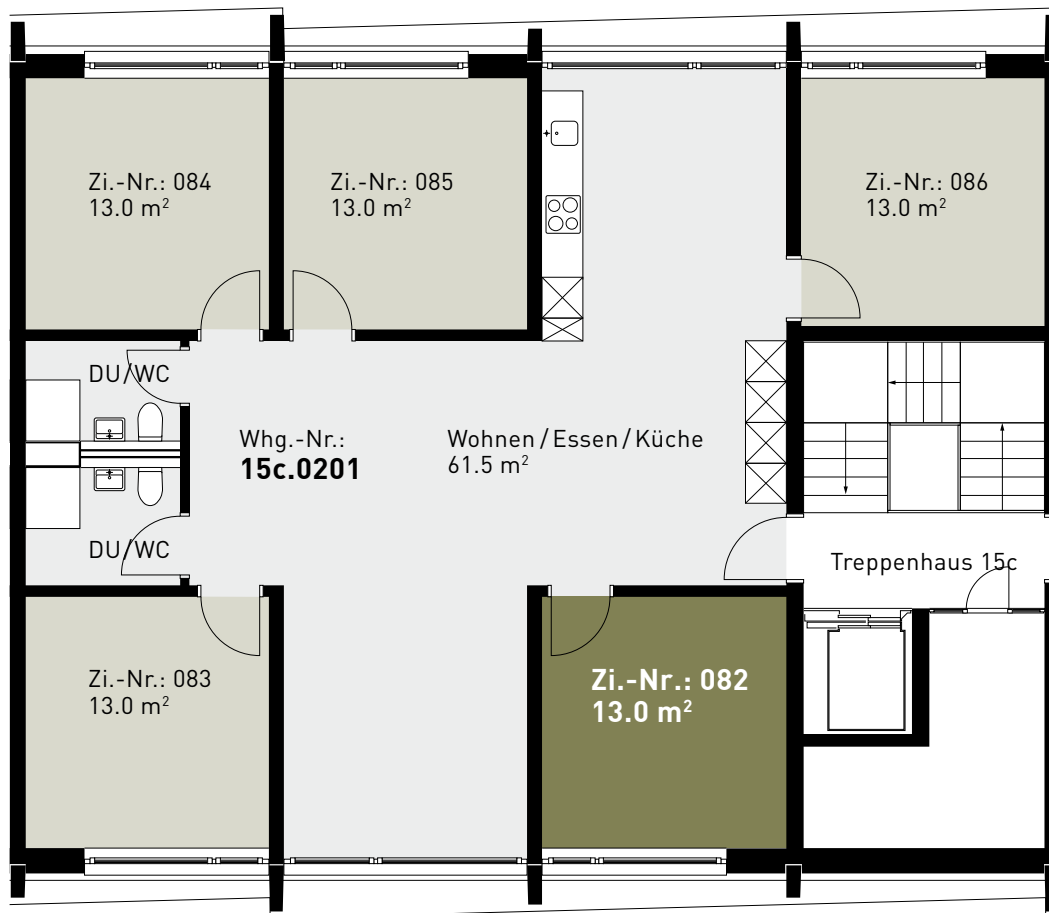 Zi.-Nr.: 084
13.0 m²
Zi.-Nr.: 085
13.0 m²
Zi.-Nr.: 086
13.0 m²
DU/WC
Whg.-Nr.:
15c.0201
Wohnen / Essen / Küche
61.5 m²
DU/WC
Treppenhaus 15c
Zi.-Nr.: 083
13.0 m²
Zi.-Nr.: 082
13.0 m²